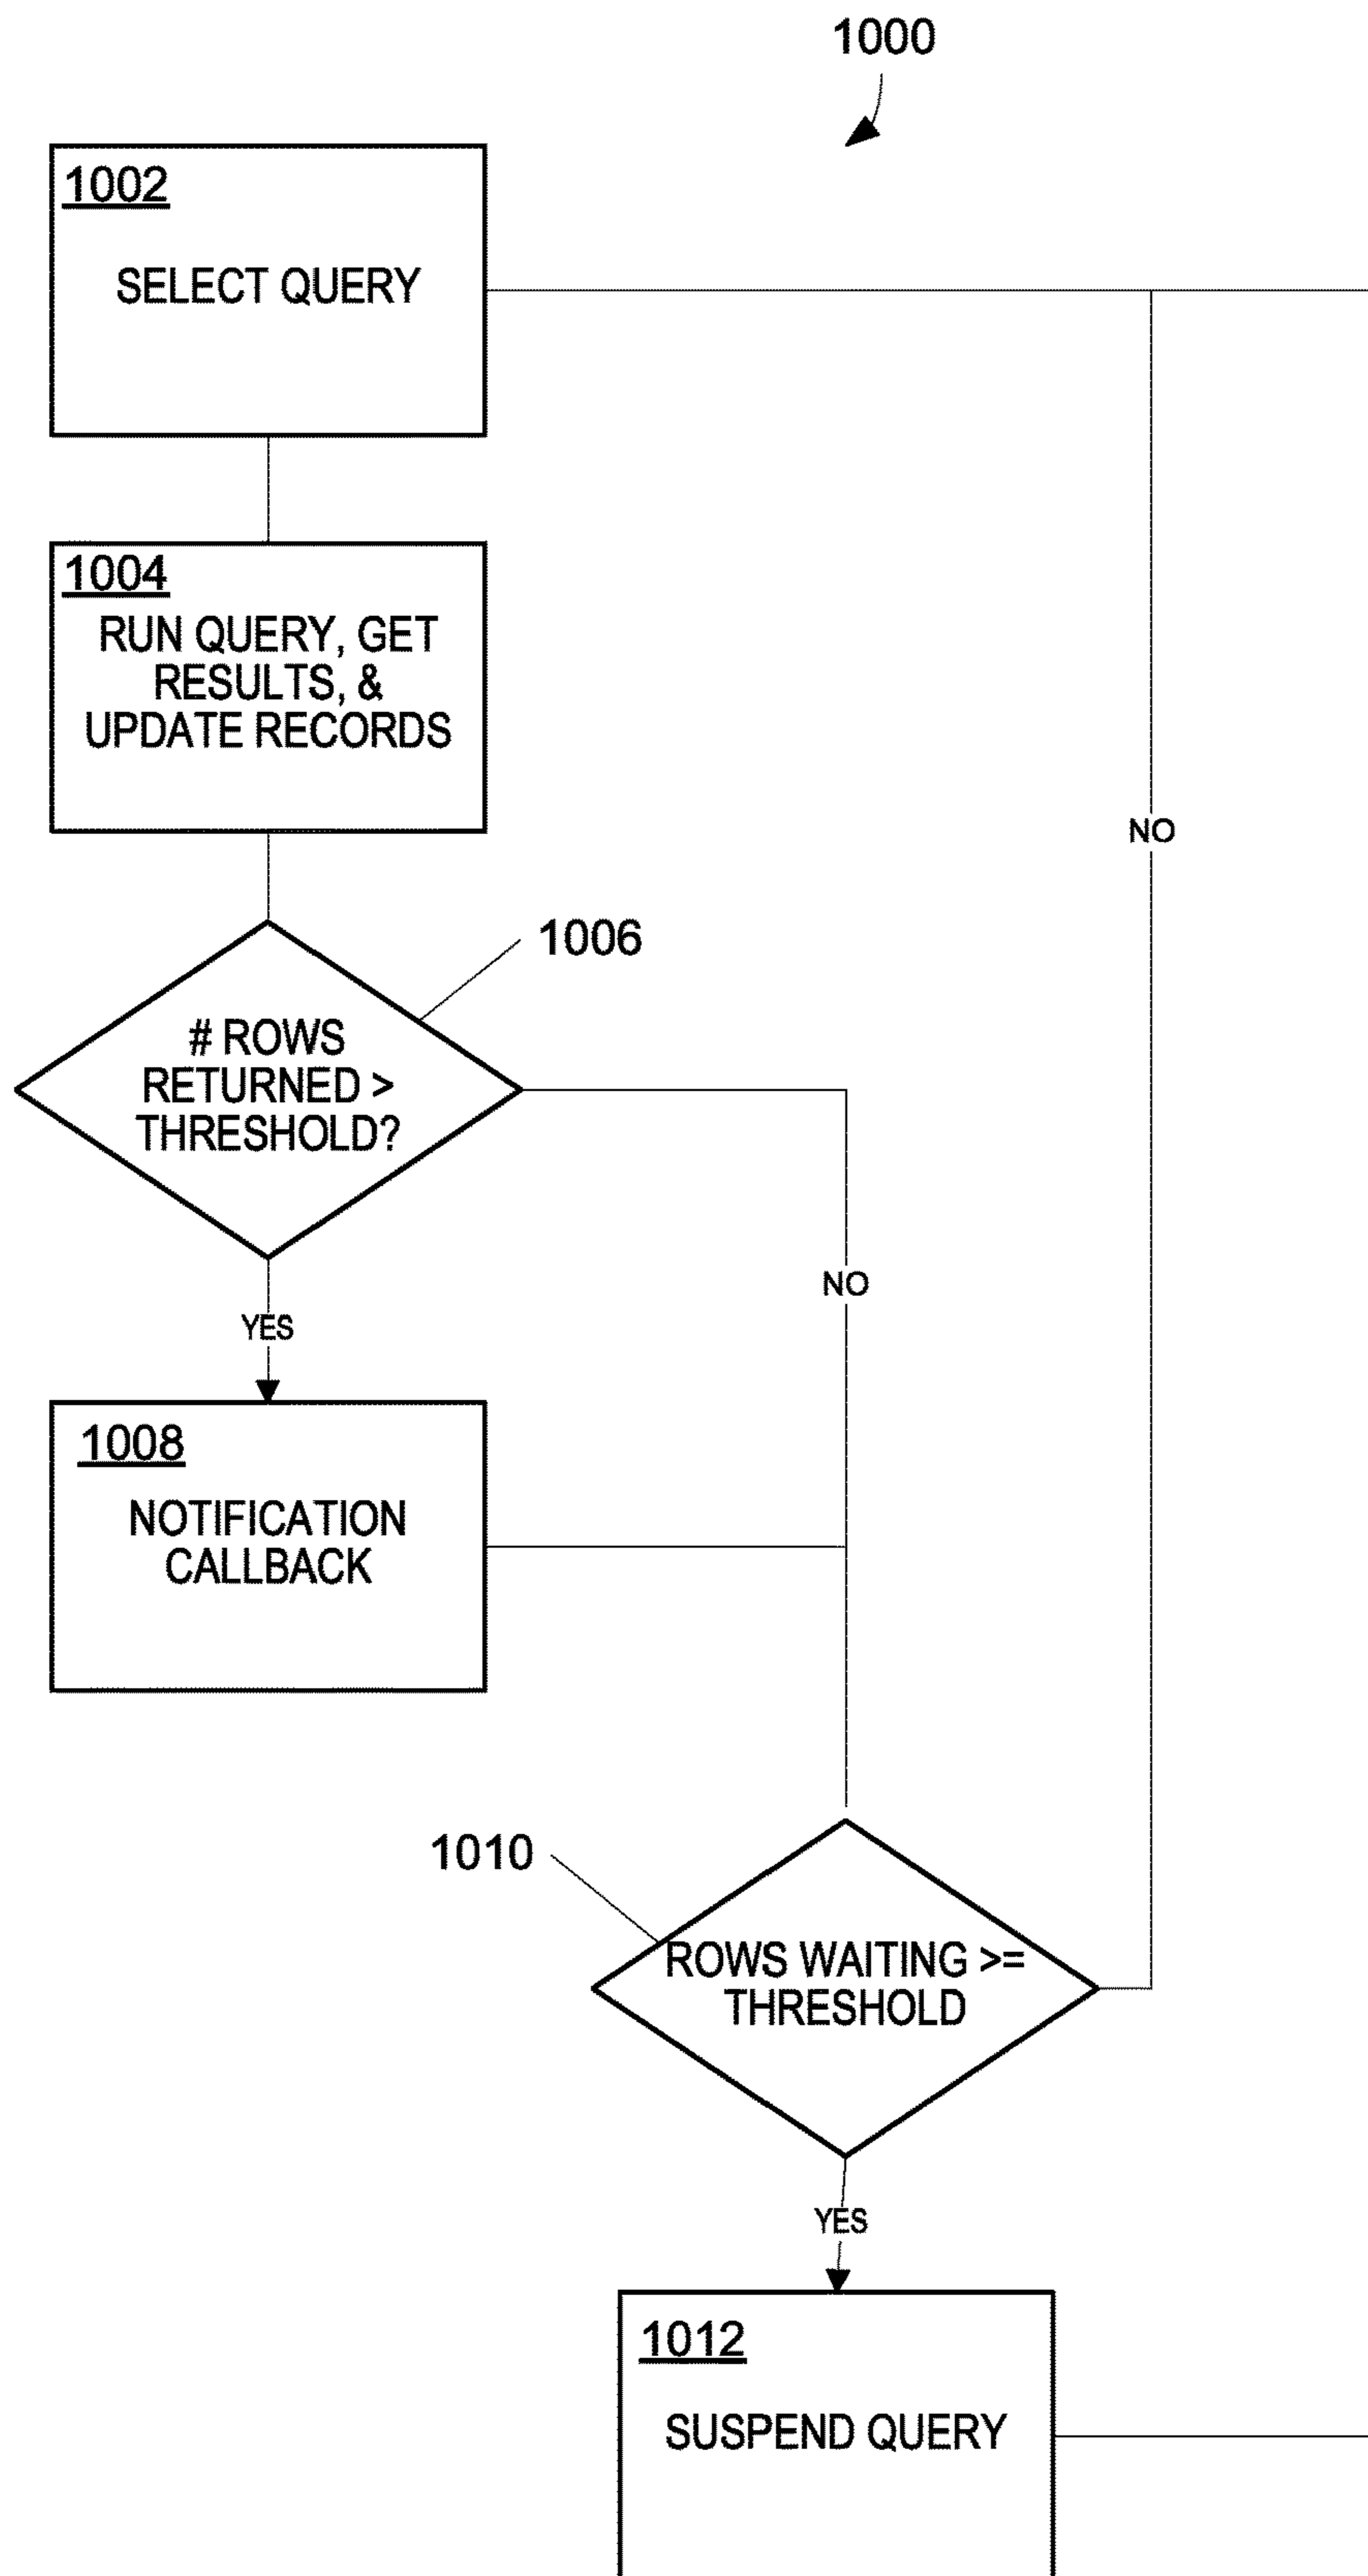 1000
1002
SELECT QUERY
1004
RUN QUERY, GET
RESULTS, &
UPDATE RECORDS
NO
1006
# ROWS
RETURNED >
THRESHOLD?
NO
YES
1008
NOTIFICATION
CALLBACK
1010
ROWS WAITING >=
THRESHOLD
YES
1012
SUSPEND QUERY